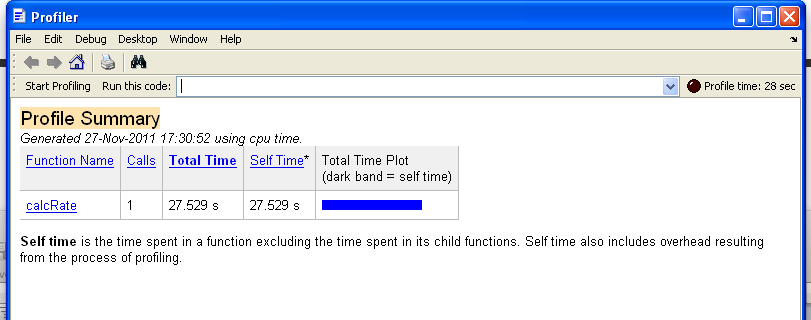 Profiler
File Edit Debug Desktop Window Help
Start Profiling Run this code: Profile time: 28 sec
Profile Summary
Generated 27-Nov-2011 17:30:52 using cpu time.
Function Name Calls Total Time Self Time* Total Time Plot
(dark band = self time)
calcRate 1 27.529 s 27.529 s
Self time is the time spent in a function excluding the time spent in its child functions. Self time also includes overhead resulting
from the process of profiling.